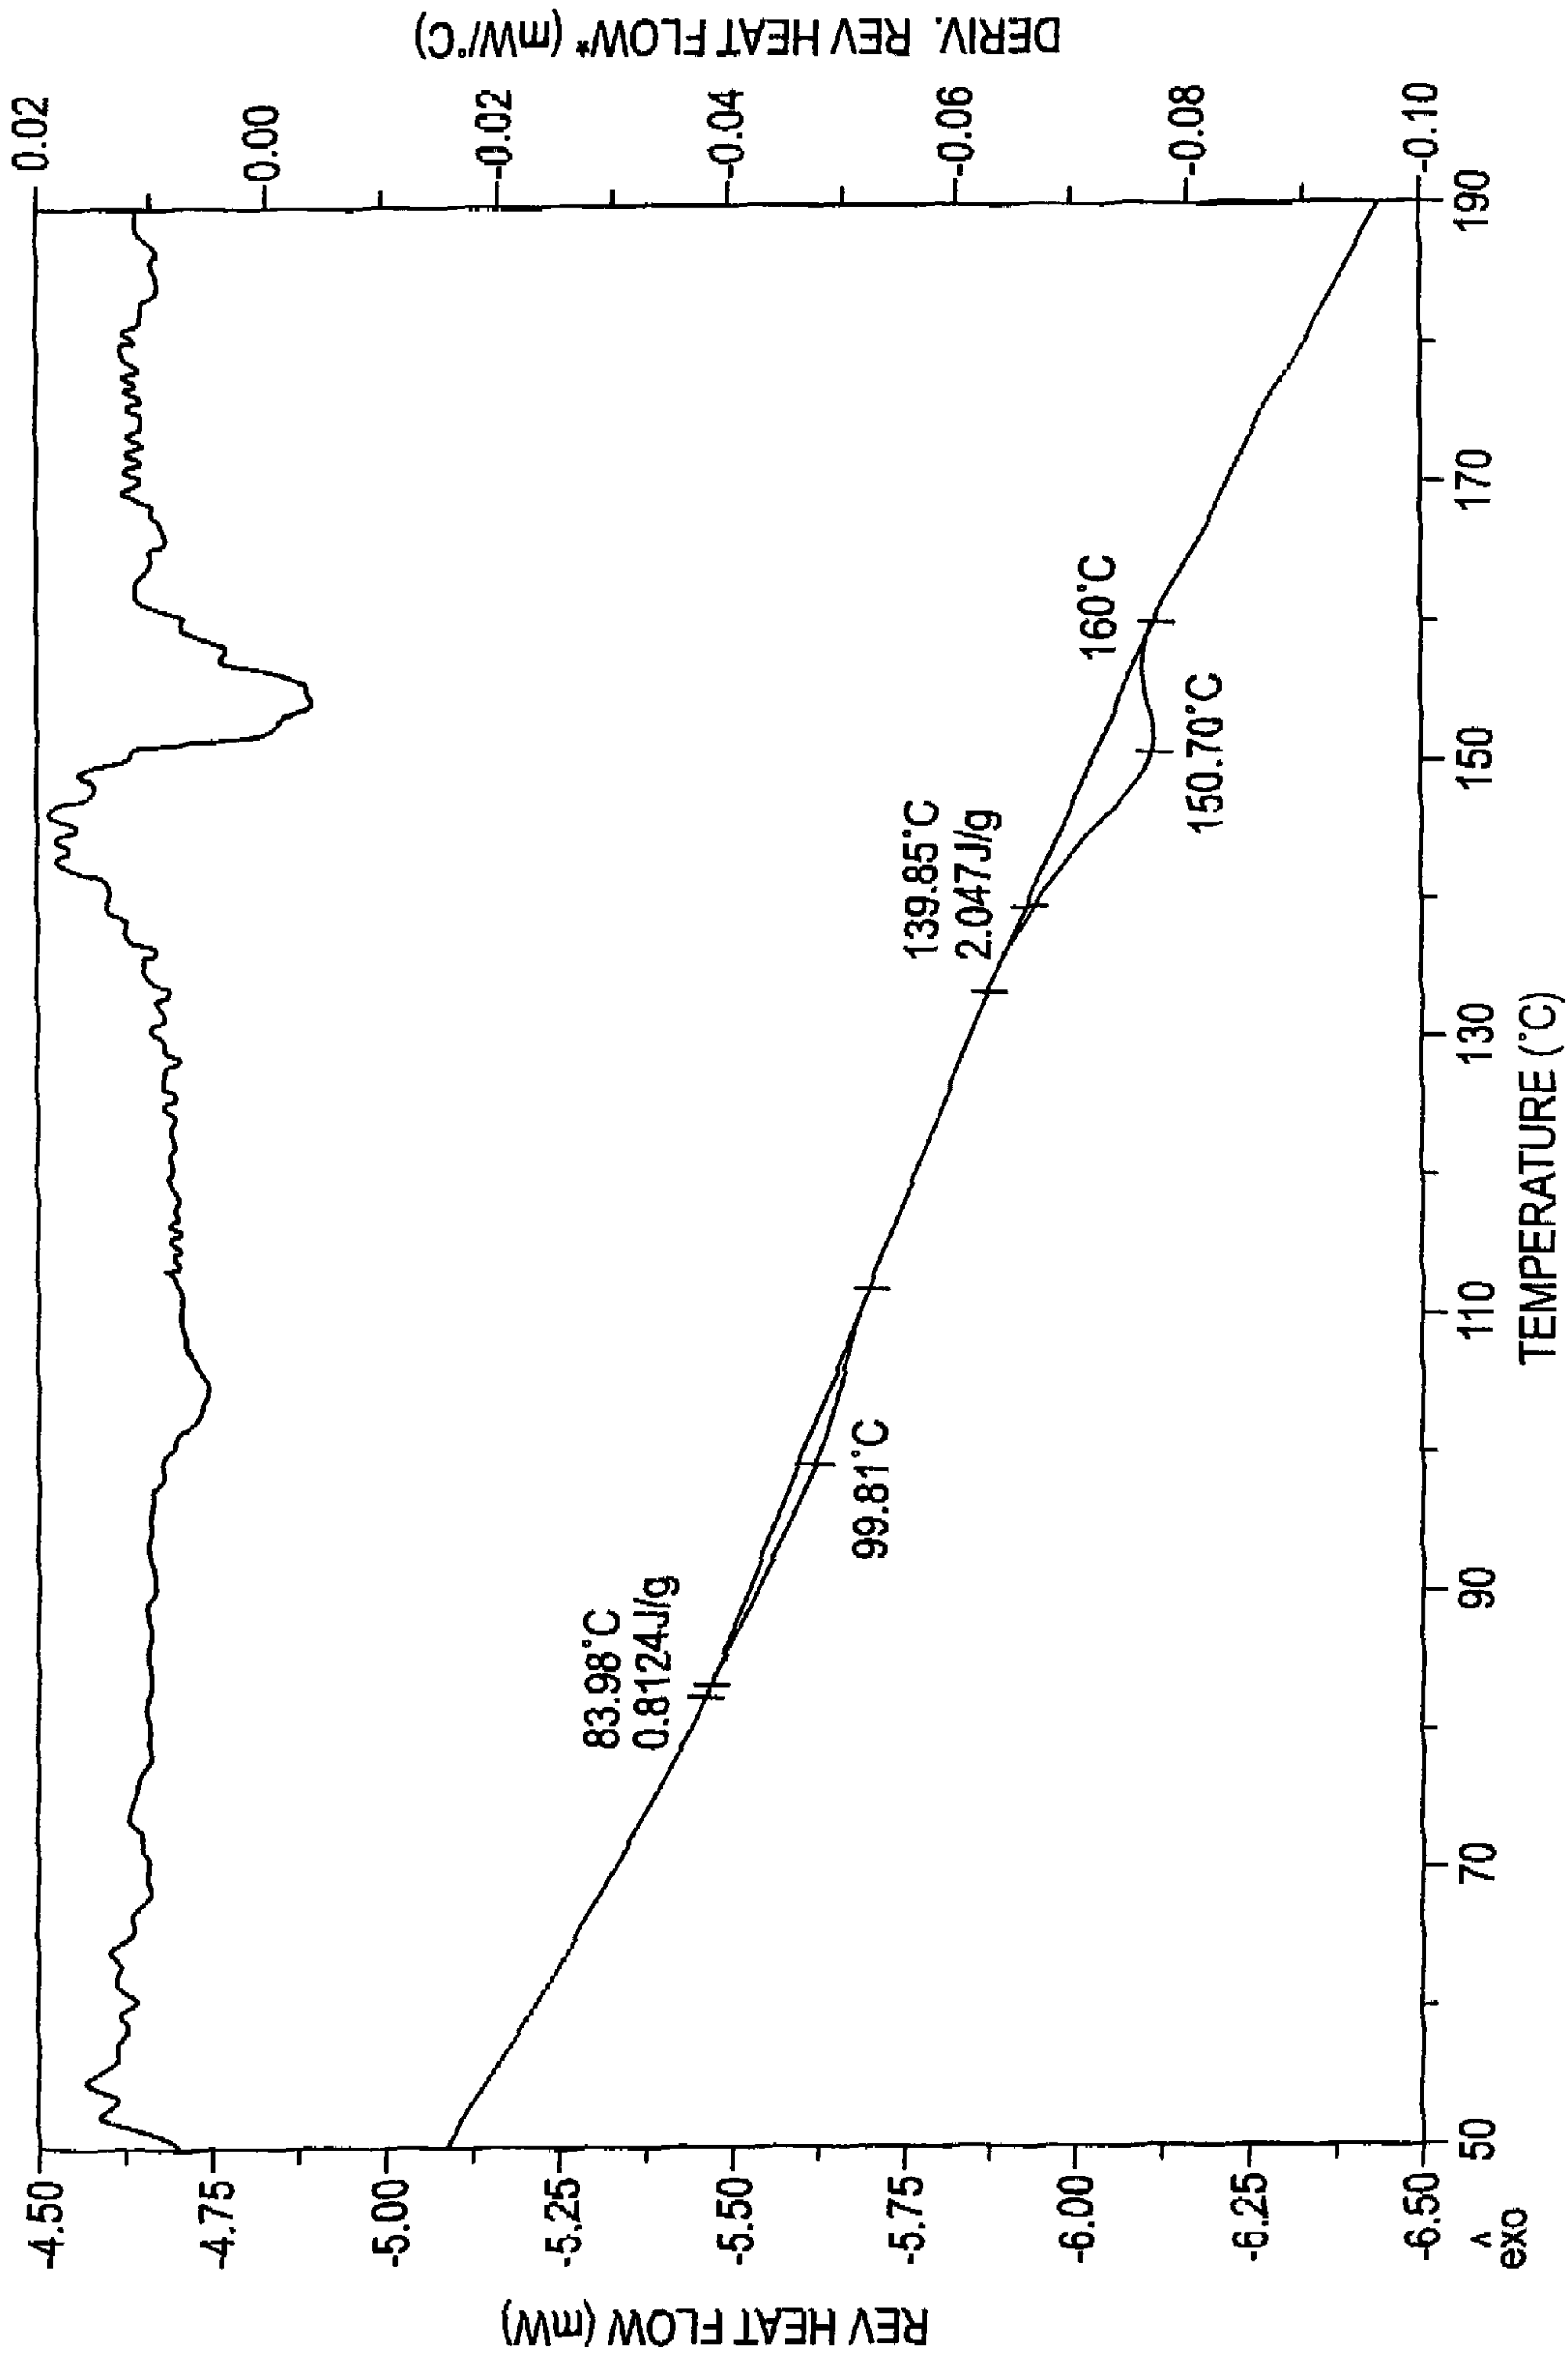 DERIV. REV HEAT FLOW* (mW/°C)
0.02
0.00
-0.02
-0.04
-0.06
-0.08
-0.10
REV HEAT FLOW (mW)
-4.50
-4.75
-5.00
-5.25
-5.50
-5.75
-6.00
-6.25
-6.50
83.98°C
0.8124J/g
99.81°C
139.85°C
2.047J/g
150.70°C
160°C
50
70
90
110
130
150
170
190
^
exo
TEMPERATURE (°C)